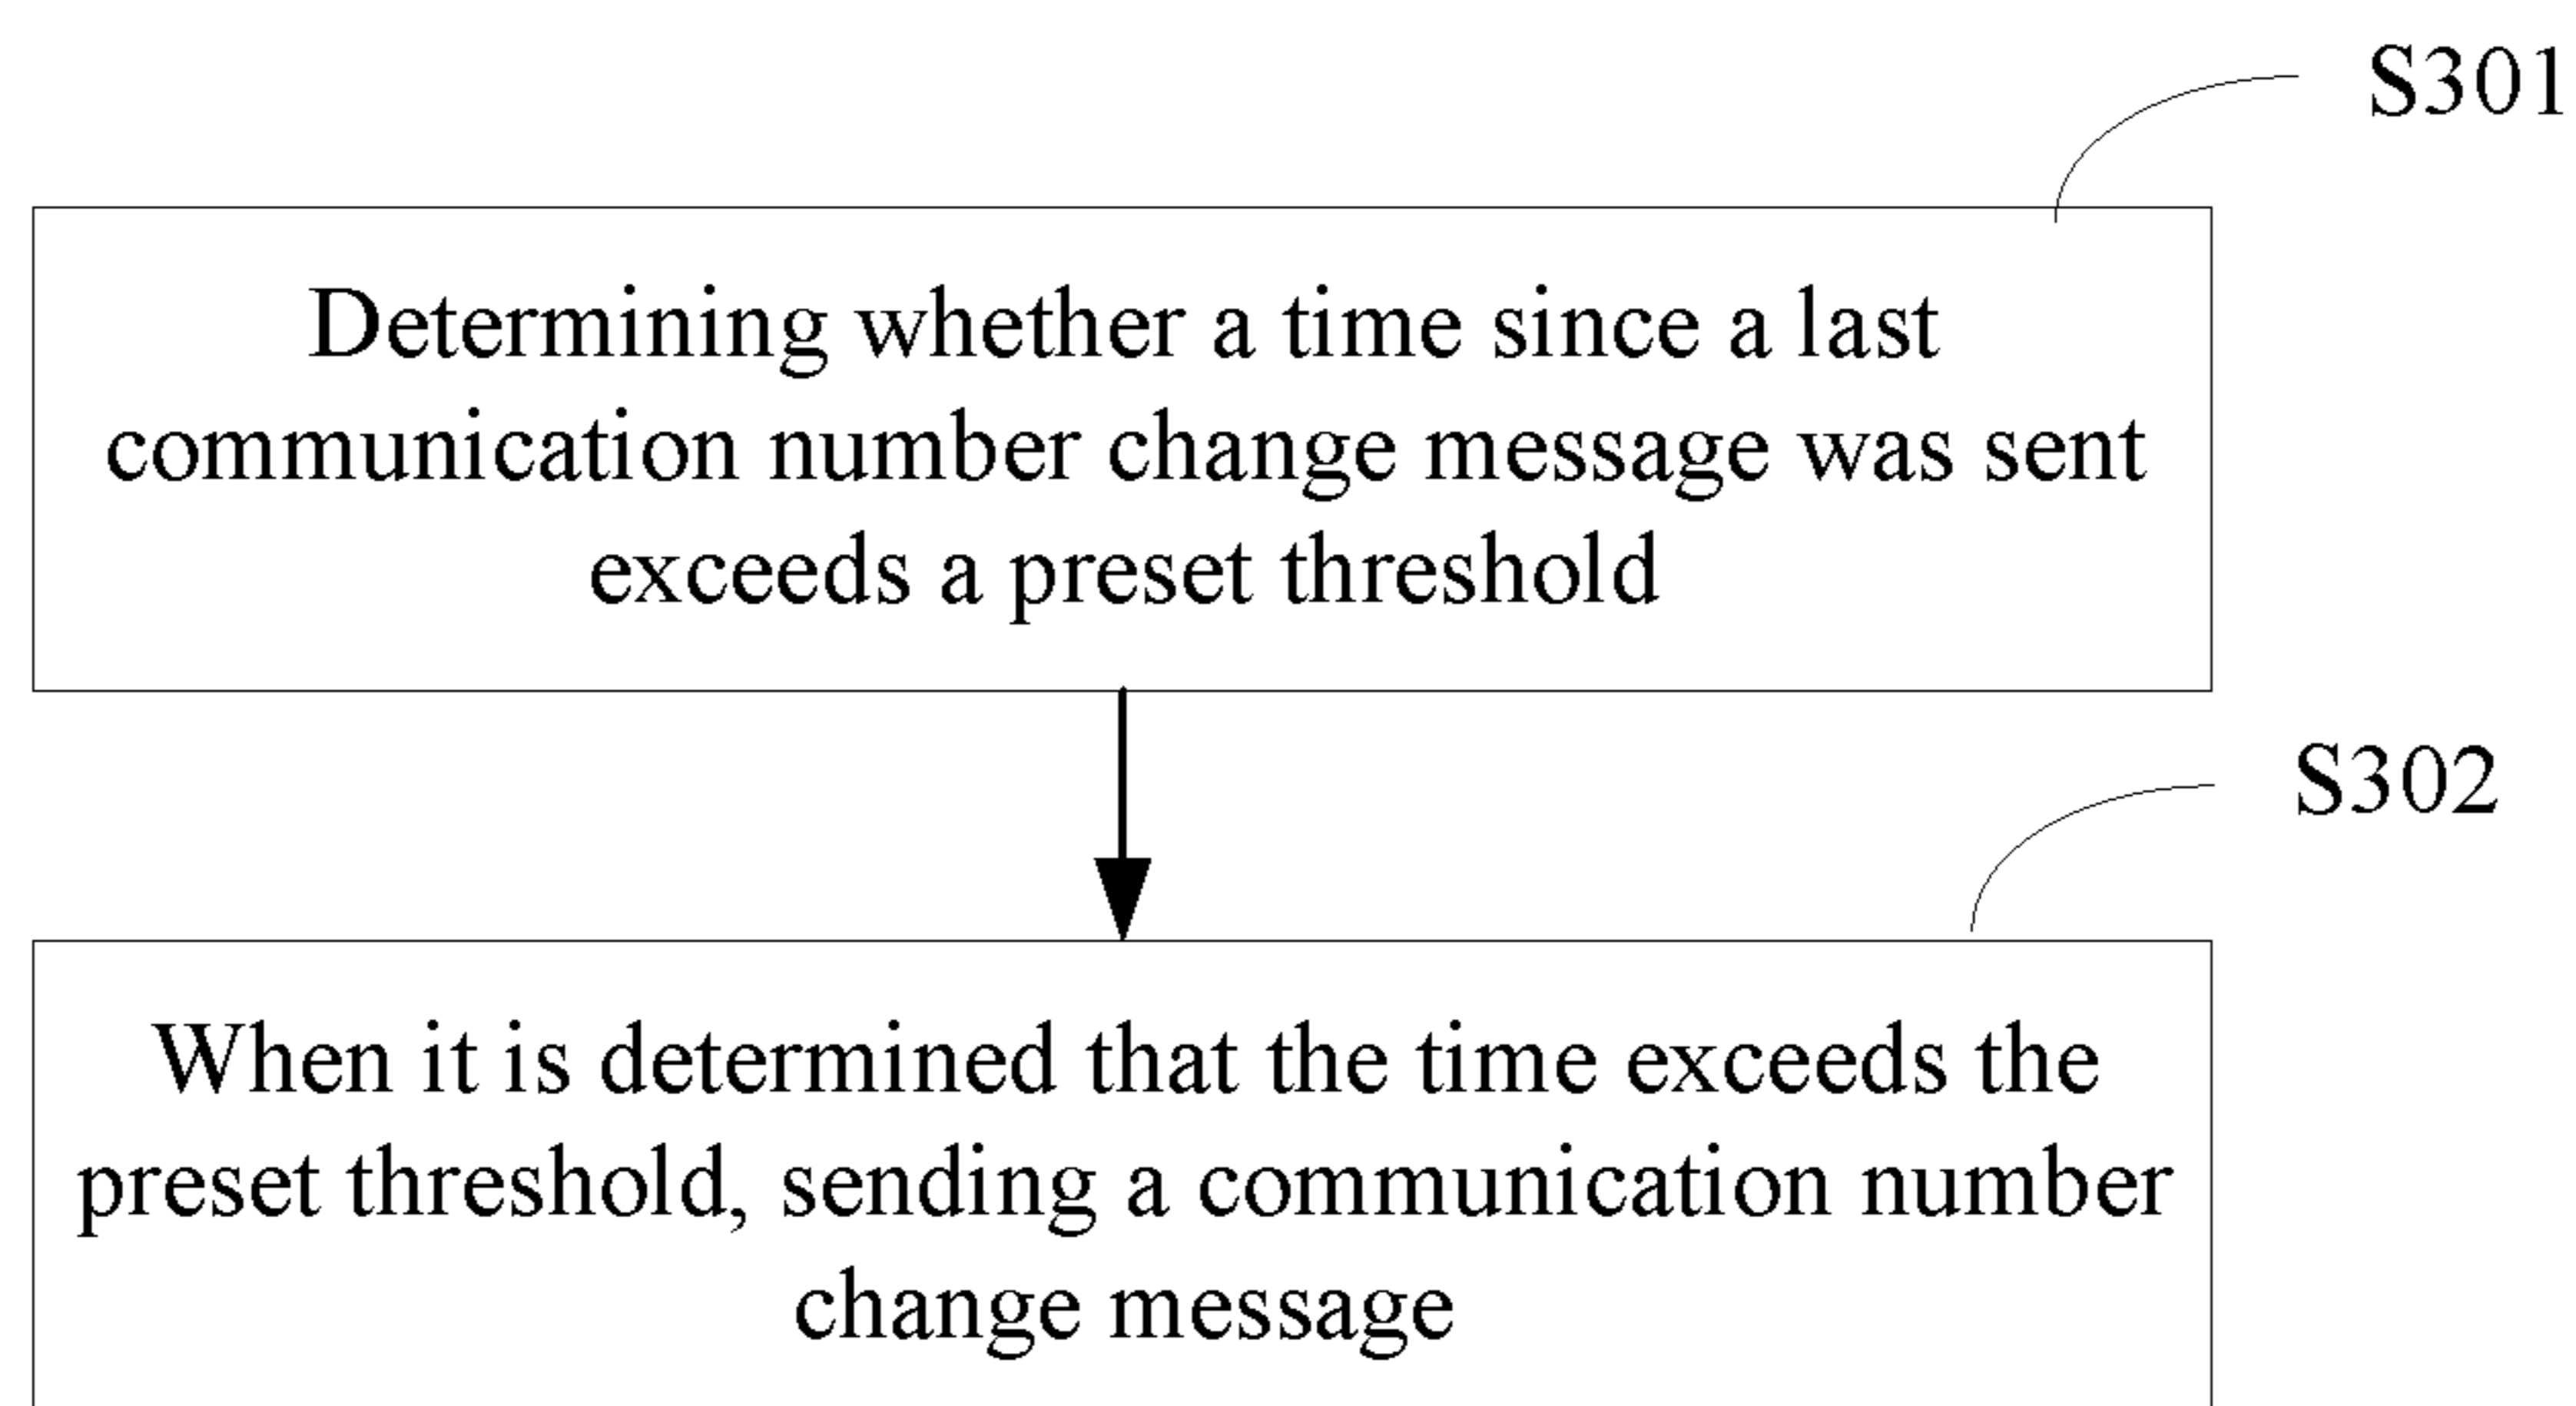 S301
Determining whether a time since a last
communication number change message was sent
exceeds a preset threshold
S302
When it is determined that the time exceeds the
preset threshold, sending a communication number
change message